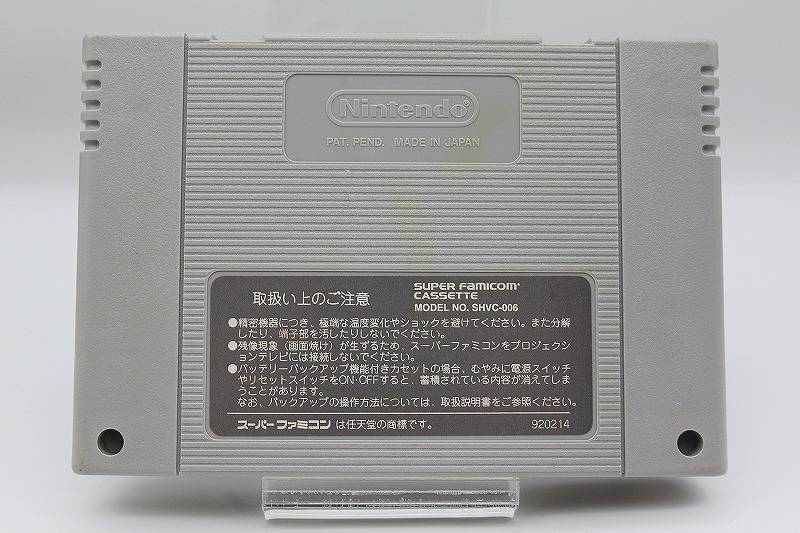 Nintendo®
PAT. PEND. MADE IN JAPAN
取扱い上のご注意
SUPER FAMICOM®
CASSETTE
MODEL NO. SHVC-006
●精密機器につき、極端な温度変化やショックを避けてください。また分解
したり、端子部を汚したりしないでください。
●残像現象（画面焼け）が生ずるため、スーパーファミコンをプロジェクシ
ョンテレビには接続しないでください。
●バッテリーバックアップ機能付きカセットの場合、むやみに電源スイッチ
やリセットスイッチをON・OFFすると、蓄積されている内容が消えてしま
うことがあります。
なお、バックアップの操作方法については、取扱説明書をご参照ください。
スーパーファミコン は任天堂の商標です。
920214